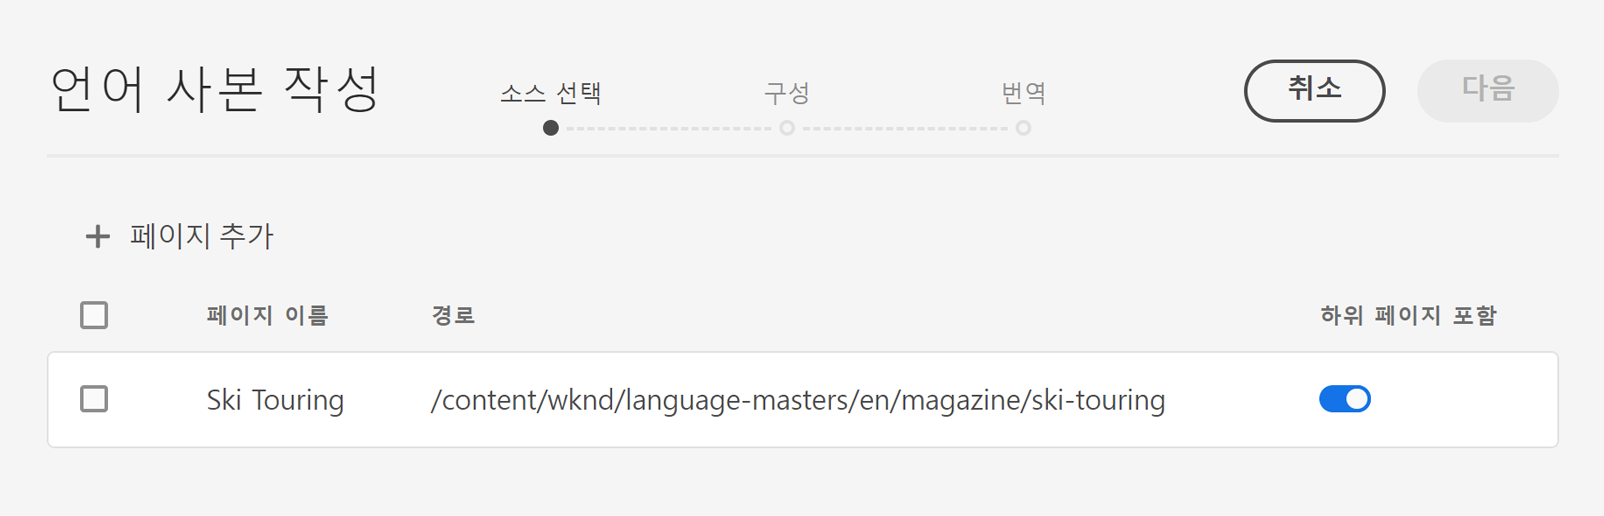 언어 사본 작성
소스 선택
구성
번역
취소
다음
페이지 추가
페이지 이름
경로
하위 페이지 포함
Ski Touring
/content/wknd/language-masters/en/magazine/ski-touring